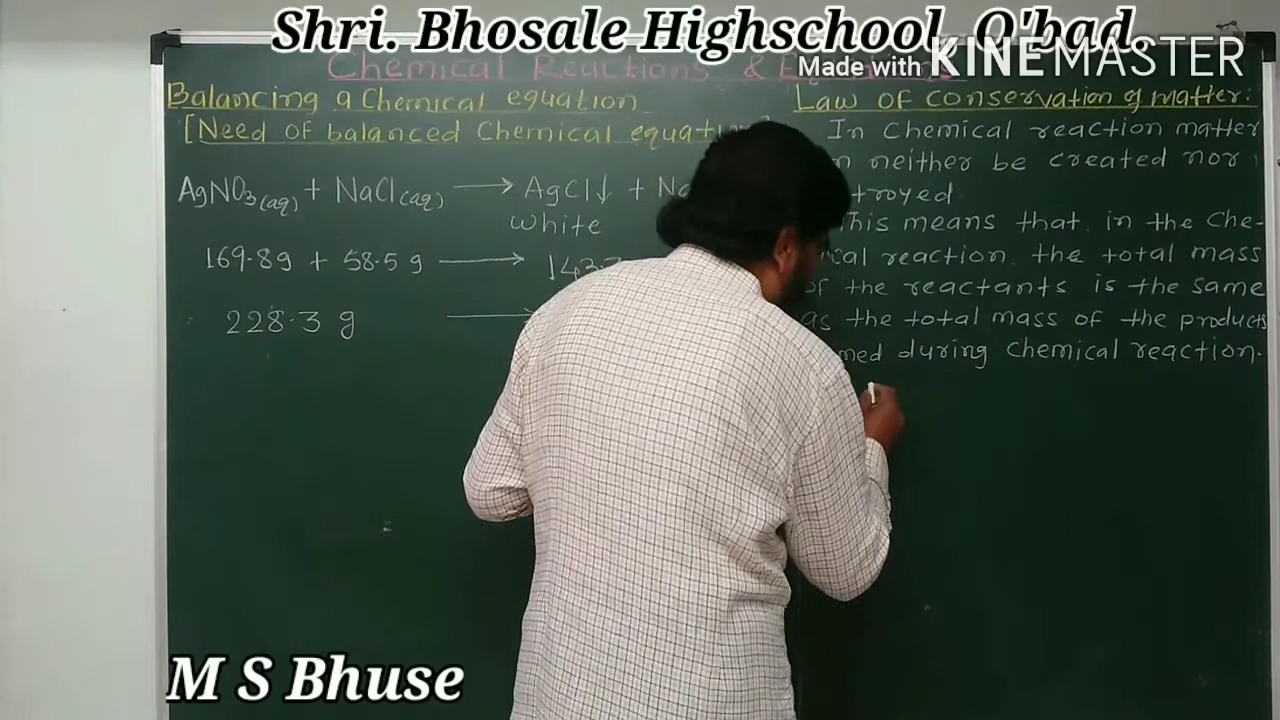 Shri. Bhosale Highschool, O'bad
Made with KINEMASTER
Chemical Reactions &
Balancing a Chemical equation
[Need of balanced Chemical
AgNO3(aq) + NaCl(aq) → AgCl↓ +
White
169.8g + 58.5 g →
228.3 g →
Law of conservation of matter:
In Chemical reaction matter
neither be created nor
This means that in the Che-
reaction the total mass
of the reactants is the same
as the total mass of the products
during Chemical reaction.
M S Bhuse